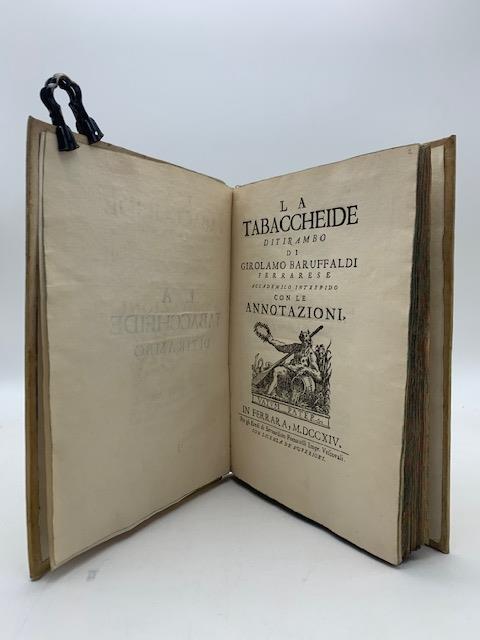 LA
TABACCHEIDE
DITIRAMBO
DI
GIROLAMO BARUFFALDI
FERRARESE
ACCADEMICO INTREPIDO
CON LE
ANNOTAZIONI.
IN FERRARA, M.DCCXIV.
Per gli Eredi di Bernardino Pomatelli Impr. Vescovali.
CON LICENZA DE' SUPERIORI.